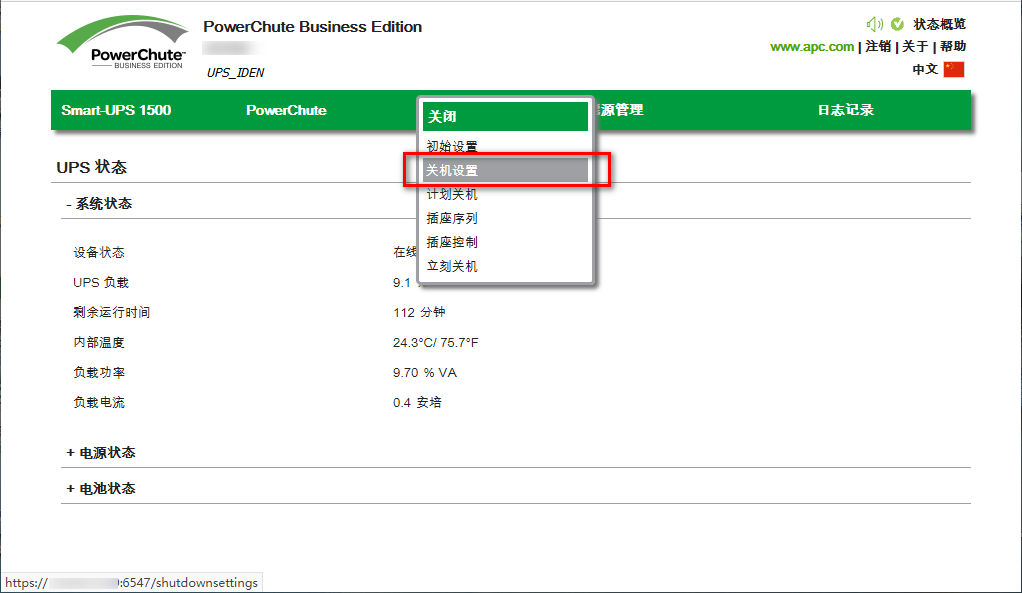 PowerChute
BUSINESS EDITION
PowerChute Business Edition
UPS_IDEN
状态概览
www.apc.com | 注销 | 关于 | 帮助
中文
Smart-UPS 1500 PowerChute 源管理 日志记录
关闭
初始设置
关机设置
计划关机
插座序列
插座控制
立刻关机
UPS 状态
- 系统状态
设备状态 在线
UPS 负载 9.1
剩余运行时间 112 分钟
内部温度 24.3°C/ 75.7°F
负载功率 9.70 % VA
负载电流 0.4 安培
+ 电源状态
+ 电池状态
https:// :6547/shutdownsettings